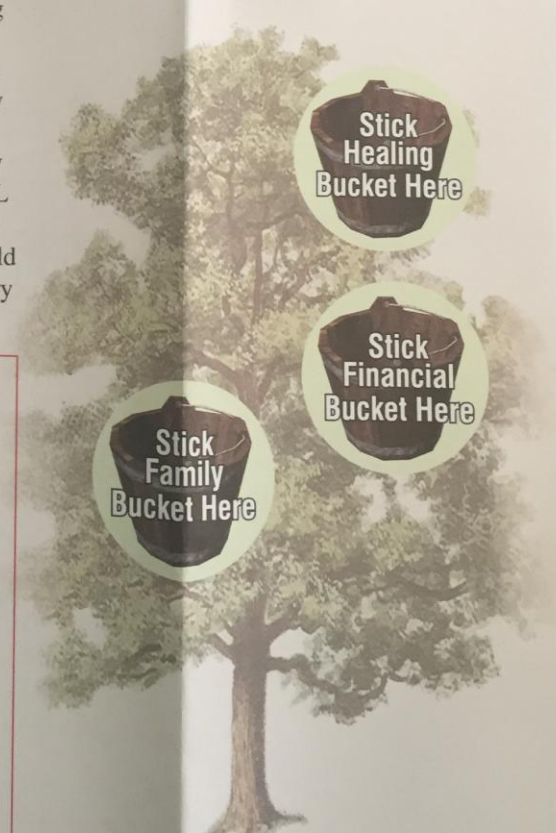 Stick
Healing
Bucket Here
Stick
Financial
Bucket Here
Stick
Family
Bucket Here